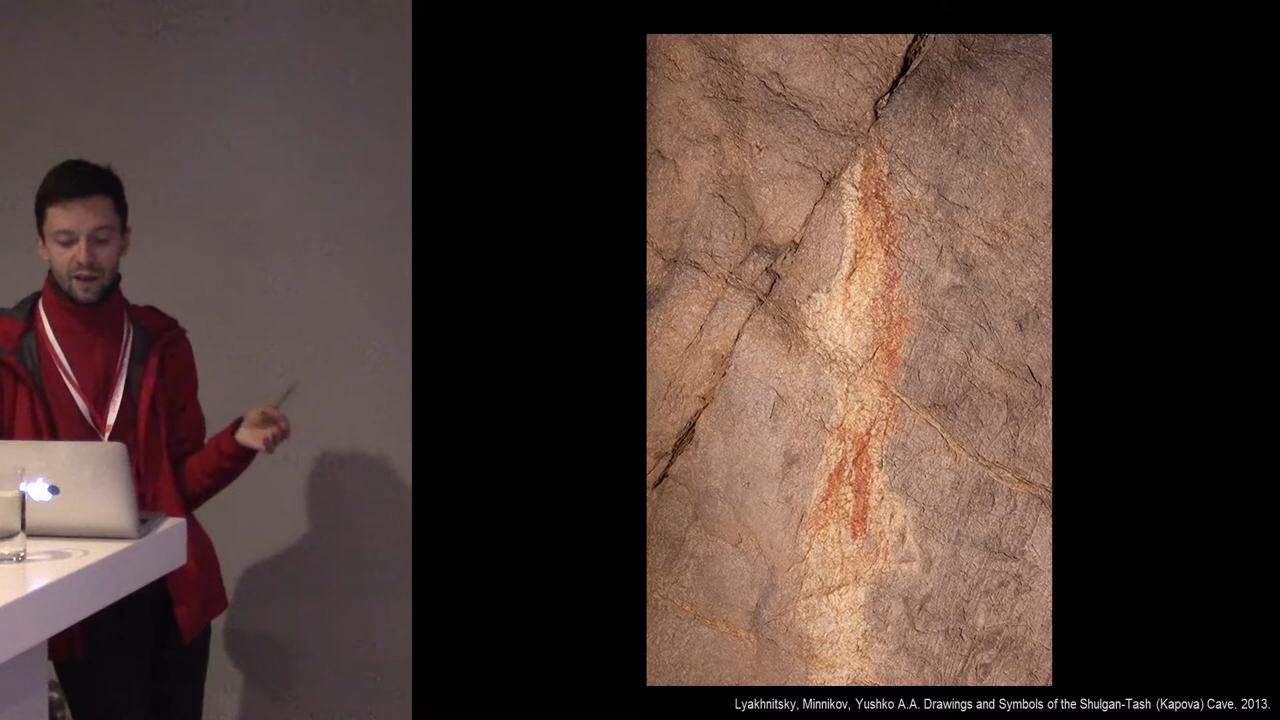 Lyakhnitsky, Minnikov, Yushko A.A. Drawings and Symbols of the Shulgan-Tash (Kapova) Cave. 2013.